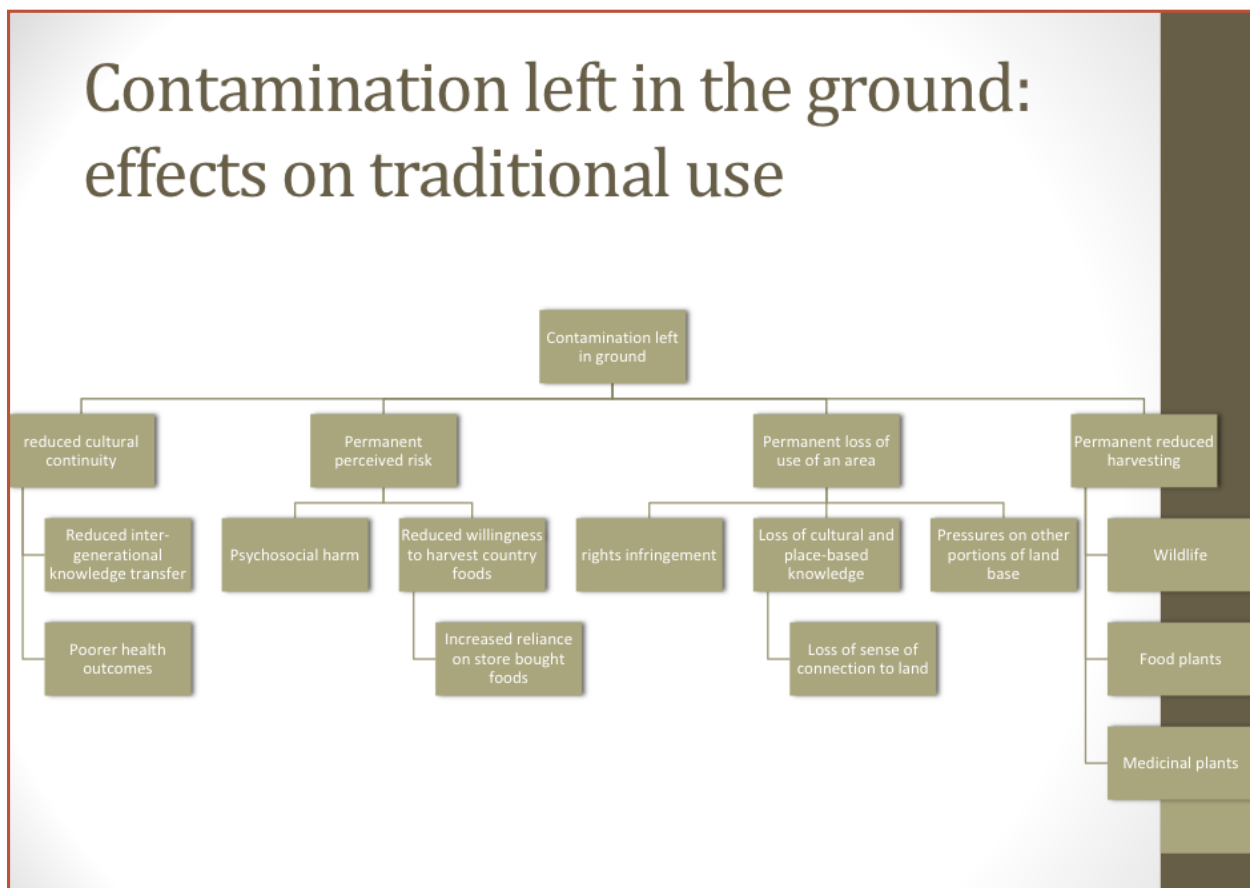 Contamination left in the ground:
effects on traditional use
Contamination left
in ground
reduced cultural
continuity
Permanent
perceived risk
Permanent loss of
use of an area
Permanent reduced
harvesting
Reduced inter-
generational
knowledge transfer
Poorer health
outcomes
Psychosocial harm
Reduced willingness
to harvest country
foods
Increased reliance
on store bought
foods
rights infringement
Loss of cultural and
place-based
knowledge
Loss of sense of
connection to land
Pressures on other
portions of land
base
Wildlife
Food plants
Medicinal plants